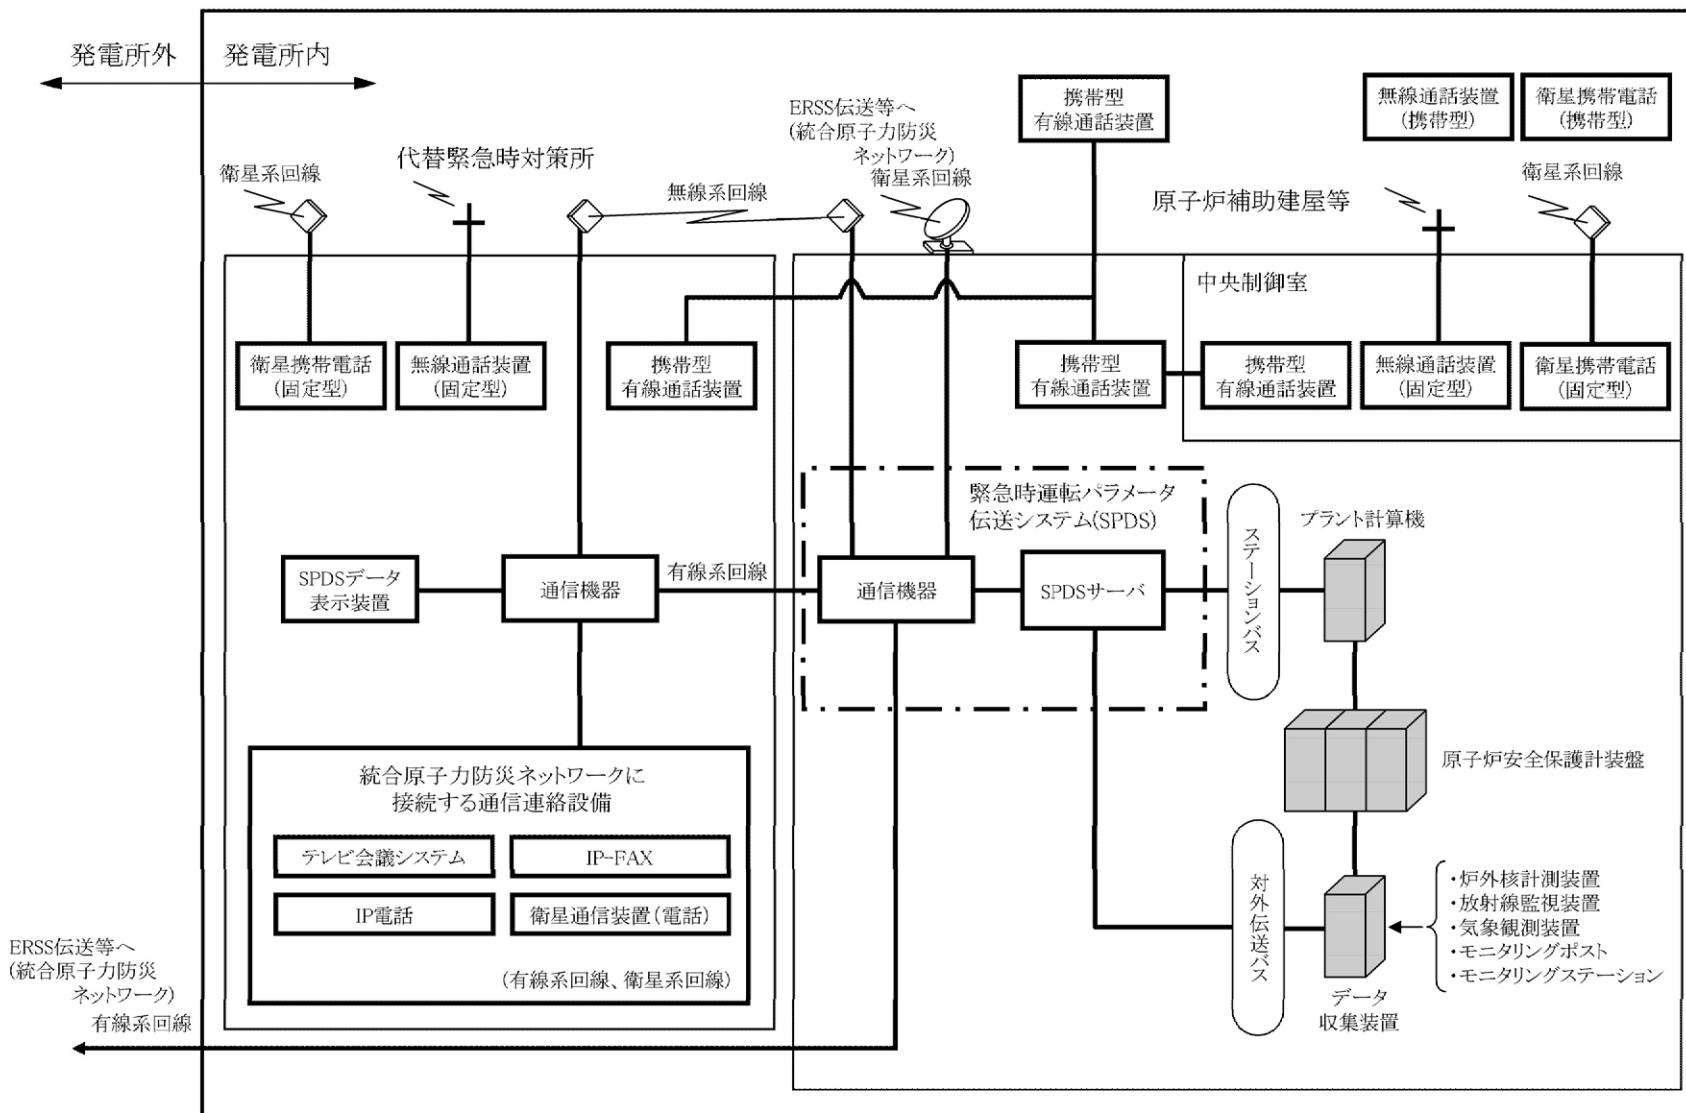 発電所外
発電所内
ERSS伝送等へ
(統合原子力防災
ネットワーク)
衛星系回線
携帯型
有線通話装置
無線通話装置
(携帯型)
衛星携帯電話
(携帯型)
代替緊急時対策所
衛星系回線
無線系回線
原子炉補助建屋等
衛星系回線
中央制御室
衛星携帯電話
(固定型)
無線通話装置
(固定型)
携帯型
有線通話装置
携帯型
有線通話装置
携帯型
有線通話装置
無線通話装置
(固定型)
衛星携帯電話
(固定型)
緊急時運転パラメータ
伝送システム(SPDS)
ステーションバス
プラント計算機
SPDSデータ
表示装置
通信機器
有線系回線
通信機器
SPDSサーバ
原子炉安全保護計装盤
統合原子力防災ネットワークに
接続する通信連絡設備
テレビ会議システム
IP-FAX
IP電話
衛星通信装置(電話)
(有線系回線、衛星系回線)
対外伝送バス
・炉外核計測装置
・放射線監視装置
・気象観測装置
・モニタリングポスト
・モニタリングステーション
データ
収集装置
ERSS伝送等へ
(統合原子力防災
ネットワーク)
有線系回線